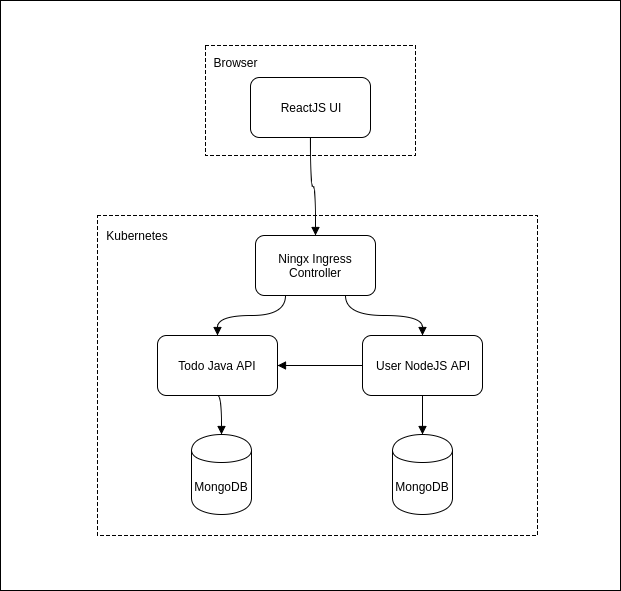 Browser
ReactJS UI
Kubernetes
Ningx Ingress
Controller
Todo Java API
User NodeJS API
MongoDB
MongoDB